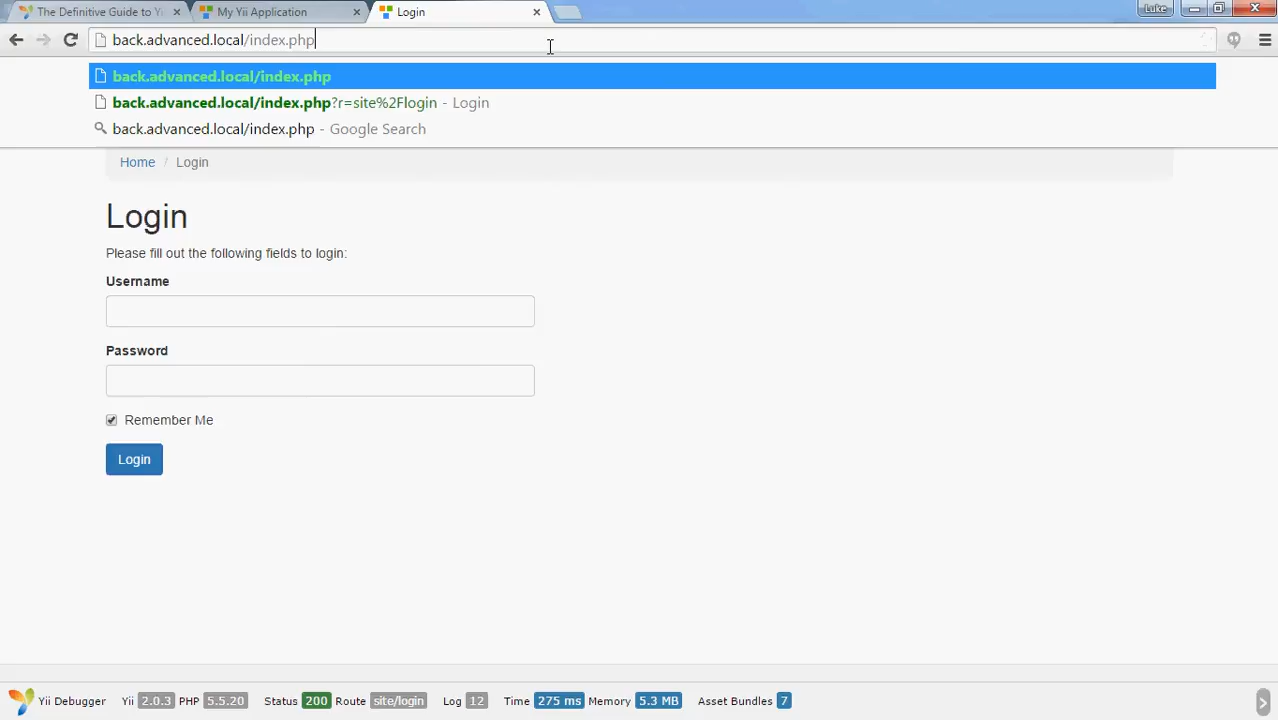 The Definitive Guide to Yi
My Yii Application
Login
Luke
back.advanced.local/index.php
back.advanced.local/index.php
back.advanced.local/index.php?r=site%2Flogin - Login
back.advanced.local/index.php - Google Search
Home / Login
Login
Please fill out the following fields to login:
Username
Password
Remember Me
Login
Yii Debugger Yii 2.0.3 PHP 5.5.20 Status 200 Route site/login Log 12 Time 275 ms Memory 5.3 MB Asset Bundles 7